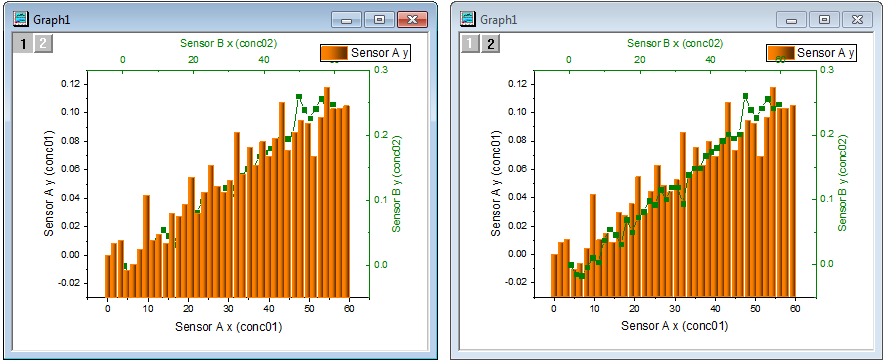 Graph1
1 2
Sensor B x (conc02)
Sensor A y
0 20 40 60
0.12
0.10
0.08
0.06
0.04
0.02
0.00
-0.02
Sensor A y (conc01)
0.3
0.2
0.1
0.0
Sensor B y (conc02)
0 10 20 30 40 50 60
Sensor A x (conc01)
Graph1
1 2
Sensor B x (conc02)
Sensor A y
0 20 40 60
0.12
0.10
0.08
0.06
0.04
0.02
0.00
-0.02
Sensor A y (conc01)
0.3
0.2
0.1
0.0
Sensor B y (conc02)
0 10 20 30 40 50 60
Sensor A x (conc01)